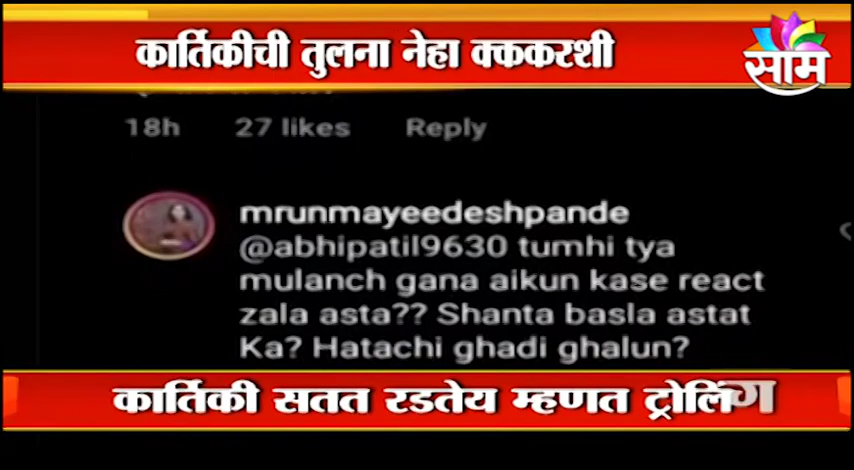 कार्तिकीची तुलना नेहा क्ककरशी
साम
18h 27 likes Reply
mrunmayeedeshpande
@abhipatil9630 tumhi tya
mulanch gana aikun kase react
zala asta?? Shanta basla astat
Ka? Hatachi ghadi ghalun?
कार्तिकी सतत रडतेय म्हणत ट्रोलिंग